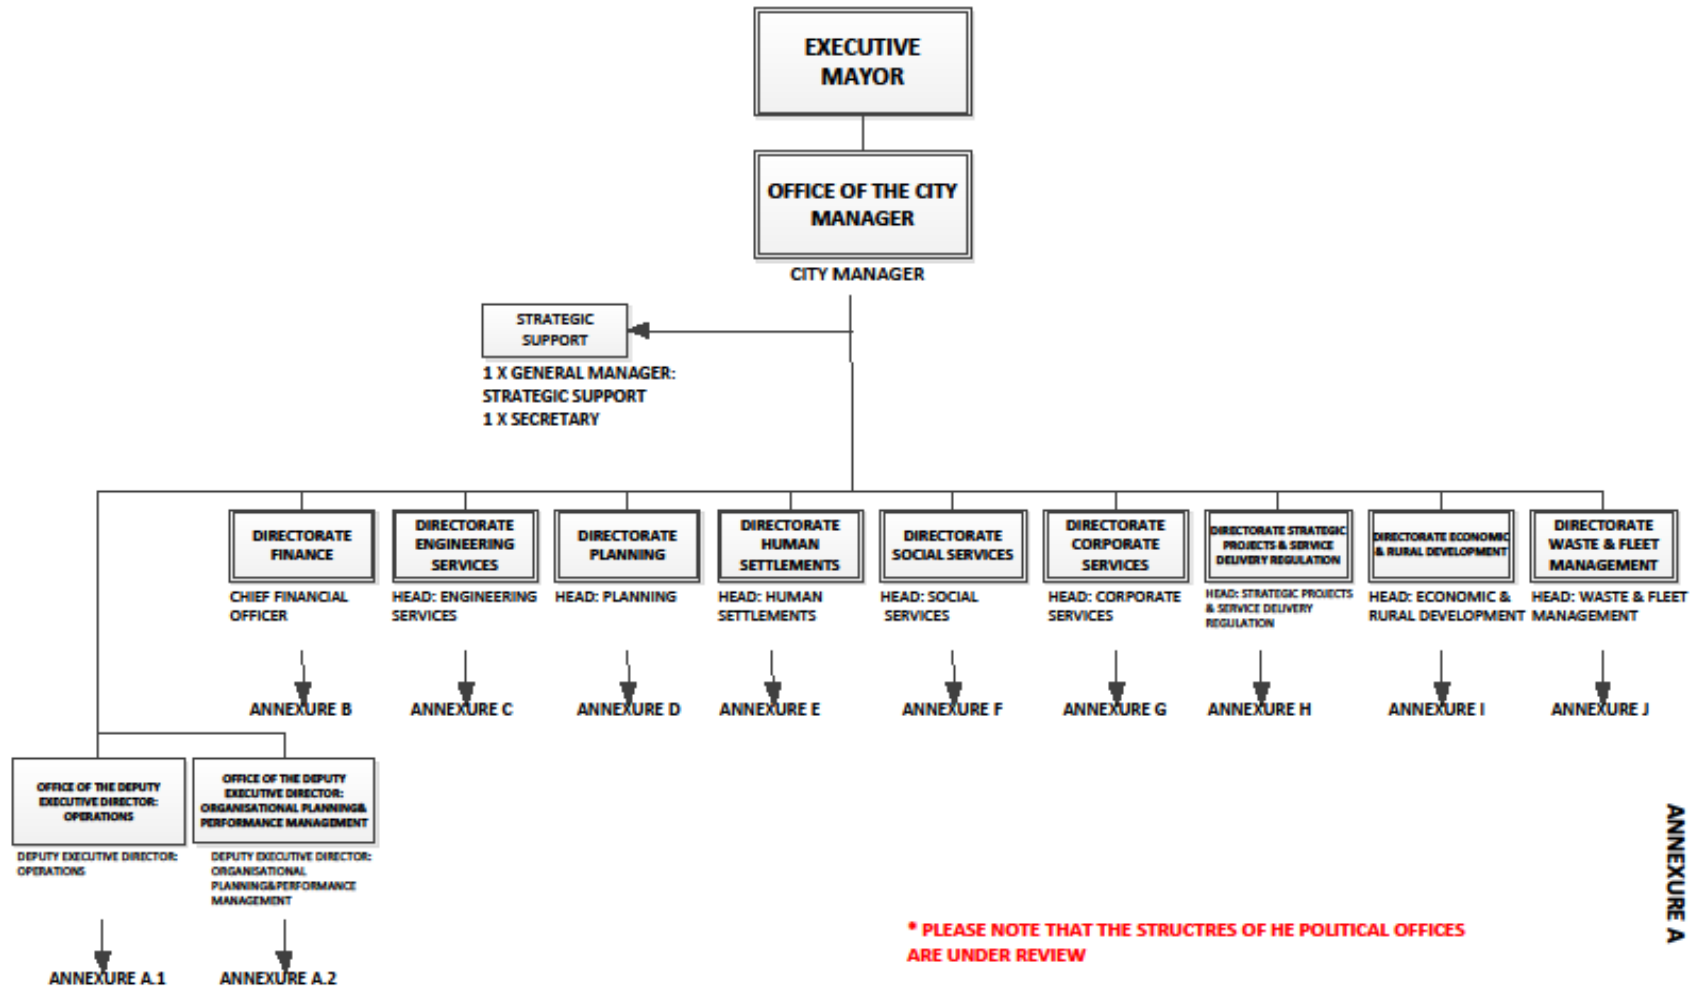 EXECUTIVE
MAYOR
OFFICE OF THE CITY
MANAGER
CITY MANAGER
STRATEGIC
SUPPORT
1 X GENERAL MANAGER:
STRATEGIC SUPPORT
1 X SECRETARY
DIRECTORATE
FINANCE
CHIEF FINANCIAL
OFFICER
ANNEXURE B
DIRECTORATE
ENGINEERING
SERVICES
HEAD: ENGINEERING
SERVICES
ANNEXURE C
DIRECTORATE
PLANNING
HEAD: PLANNING
ANNEXURE D
DIRECTORATE
HUMAN
SETTLEMENTS
HEAD: HUMAN
SETTLEMENTS
ANNEXURE E
DIRECTORATE
SOCIAL SERVICES
HEAD: SOCIAL
SERVICES
ANNEXURE F
DIRECTORATE
CORPORATE
SERVICES
HEAD: CORPORATE
SERVICES
ANNEXURE G
DIRECTORATE STRATEGIC
PROJECTS & SERVICE
DELIVERY REGULATION
HEAD: STRATEGIC PROJECTS
& SERVICE DELIVERY
REGULATION
ANNEXURE H
DIRECTORATE ECONOMIC
& RURAL DEVELOPMENT
HEAD: ECONOMIC &
RURAL DEVELOPMENT
ANNEXURE I
DIRECTORATE
WASTE & FLEET
MANAGEMENT
HEAD: WASTE & FLEET
MANAGEMENT
ANNEXURE J
OFFICE OF THE DEPUTY
EXECUTIVE DIRECTOR:
OPERATIONS
DEPUTY EXECUTIVE DIRECTOR:
OPERATIONS
ANNEXURE A.1
OFFICE OF THE DEPUTY
EXECUTIVE DIRECTOR:
ORGANISATIONAL PLANNING&
PERFORMANCE MANAGEMENT
DEPUTY EXECUTIVE DIRECTOR:
ORGANISATIONAL
PLANNING&PERFORMANCE
MANAGEMENT
ANNEXURE A.2
* PLEASE NOTE THAT THE STRUCTRES OF HE POLITICAL OFFICES
ARE UNDER REVIEW
ANNEXURE A